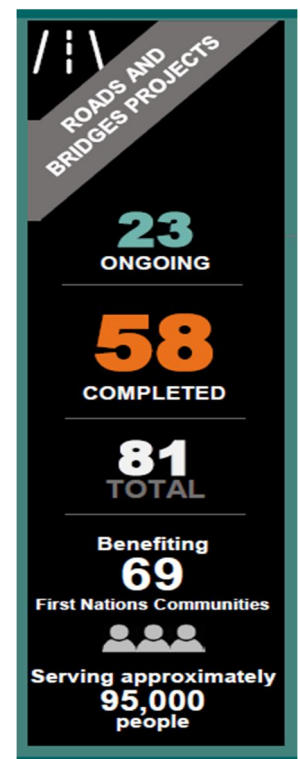 ROADS AND
BRIDGES PROJECTS
23
ONGOING
58
COMPLETED
81
TOTAL
Benefiting
69
First Nations Communities
Serving approximately
95,000
people